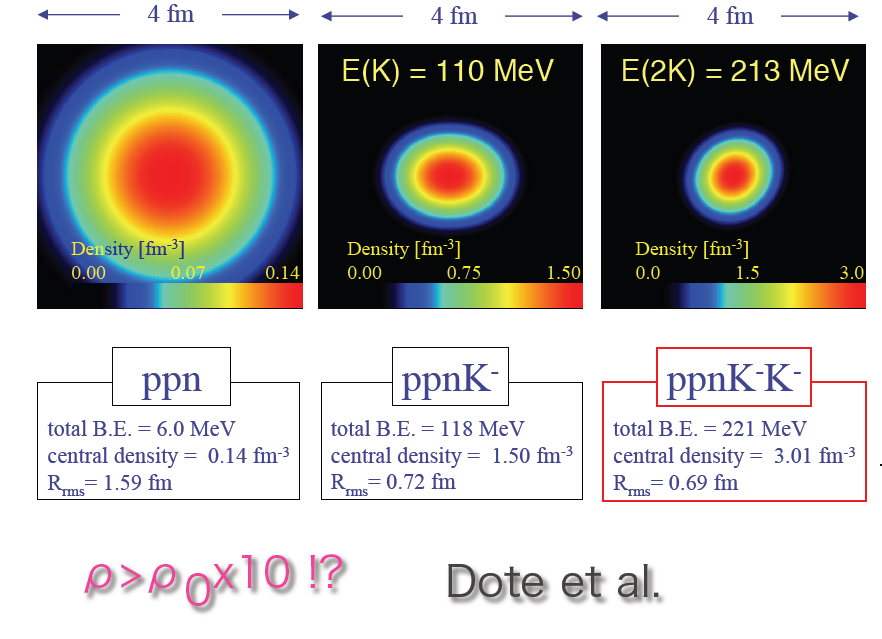 4 fm
4 fm
4 fm
E(K) = 110 MeV
E(2K) = 213 MeV
Density [fm⁻³]
0.00 0.07 0.14
Density [fm⁻³]
0.00 0.75 1.50
Density [fm⁻³]
0.0 1.5 3.0
ppn
total B.E. = 6.0 MeV
central density = 0.14 fm⁻³
Rrms= 1.59 fm
ppnK⁻
total B.E. = 118 MeV
central density = 1.50 fm⁻³
Rrms= 0.72 fm
ppnK⁻K⁻
total B.E. = 221 MeV
central density = 3.01 fm⁻³
Rrms= 0.69 fm
.
ρ>ρ₀x10 !?
Dote et al.